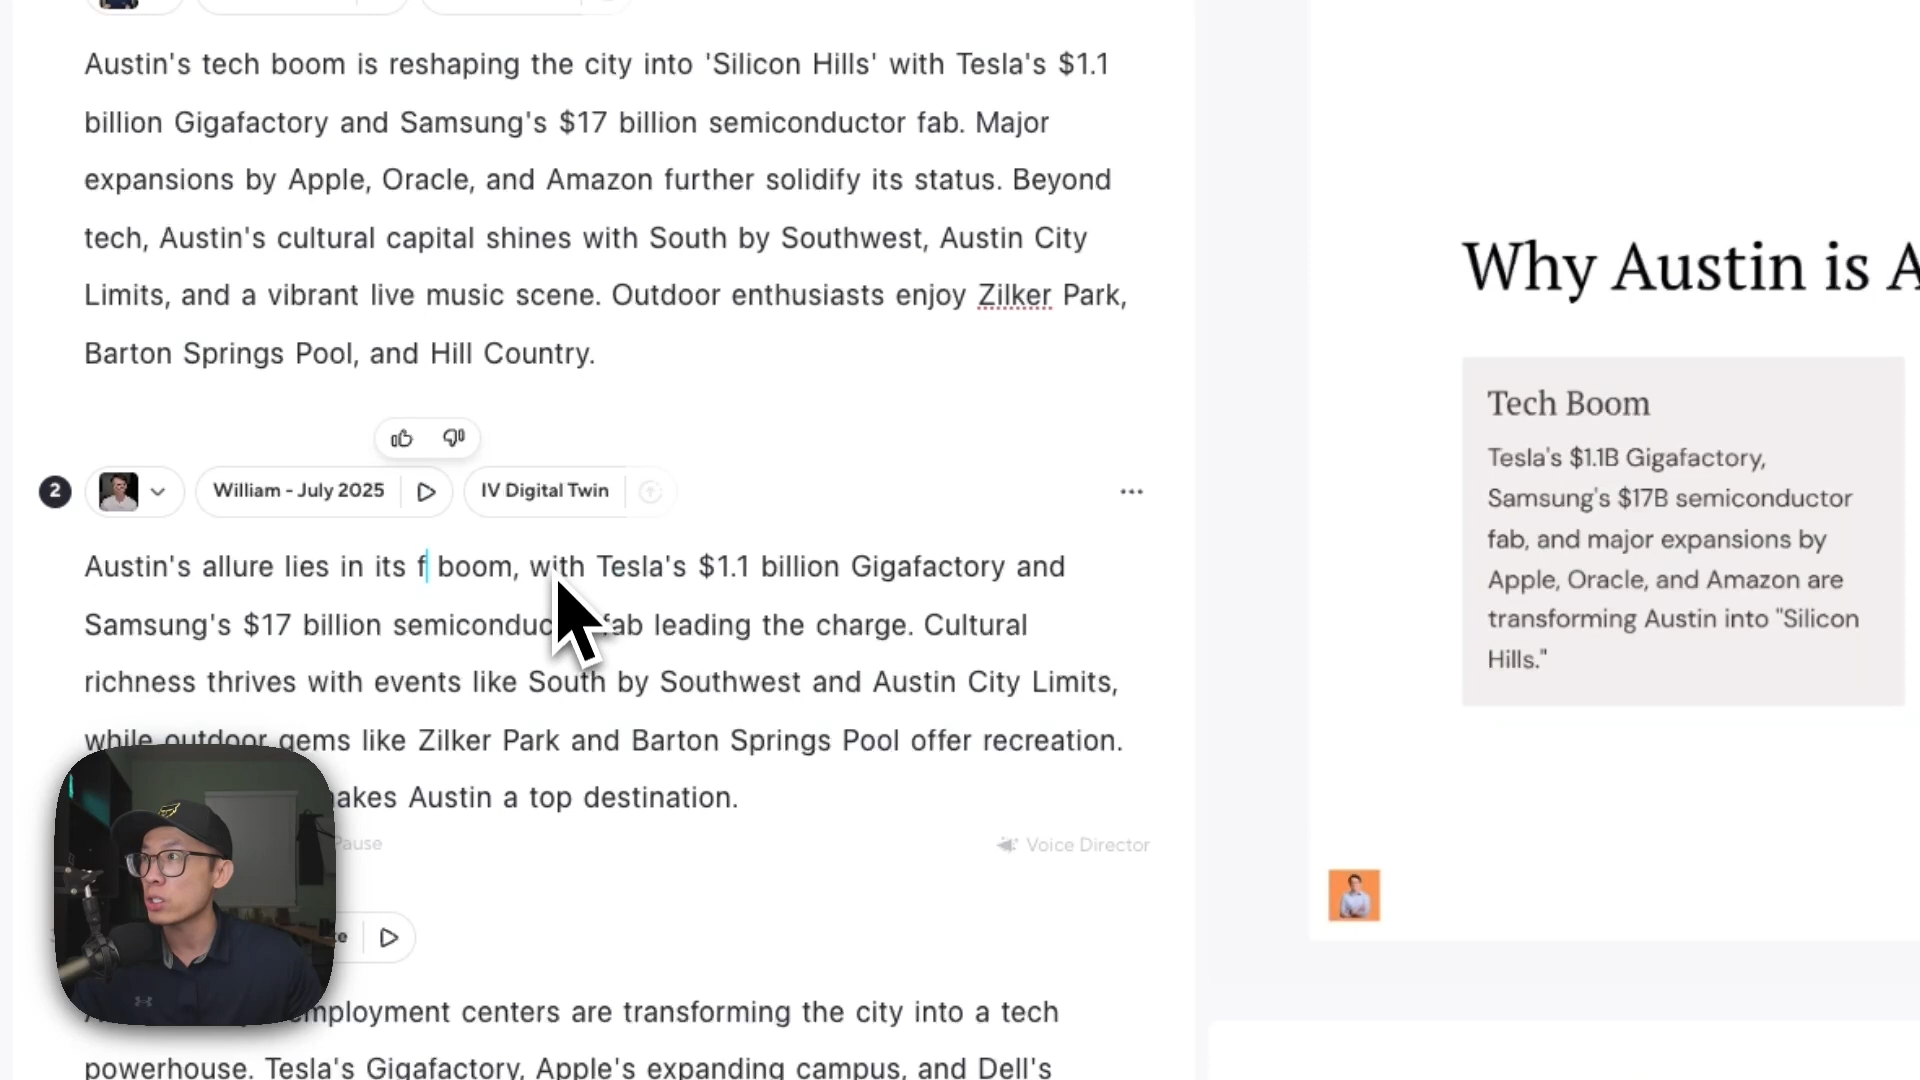 Austin's tech boom is reshaping the city into 'Silicon Hills' with Tesla's $1.1
billion Gigafactory and Samsung's $17 billion semiconductor fab. Major
expansions by Apple, Oracle, and Amazon further solidify its status. Beyond
tech, Austin's cultural capital shines with South by Southwest, Austin City
Limits, and a vibrant live music scene. Outdoor enthusiasts enjoy Zilker Park,
Barton Springs Pool, and Hill Country.
2
William - July 2025
IV Digital Twin
Austin's allure lies in its f boom, with Tesla's $1.1 billion Gigafactory and
Samsung's $17 billion semiconduc fab leading the charge. Cultural
richness thrives with events like South by Southwest and Austin City Limits,
while outdoor gems like Zilker Park and Barton Springs Pool offer recreation.
akes Austin a top destination.
Pause
Voice Director
mployment centers are transforming the city into a tech
powerhouse. Tesla's Gigafactory, Apple's expanding campus, and Dell's
Why Austin is A
Tech Boom
Tesla's $1.1B Gigafactory,
Samsung's $17B semiconductor
fab, and major expansions by
Apple, Oracle, and Amazon are
transforming Austin into "Silicon
Hills."